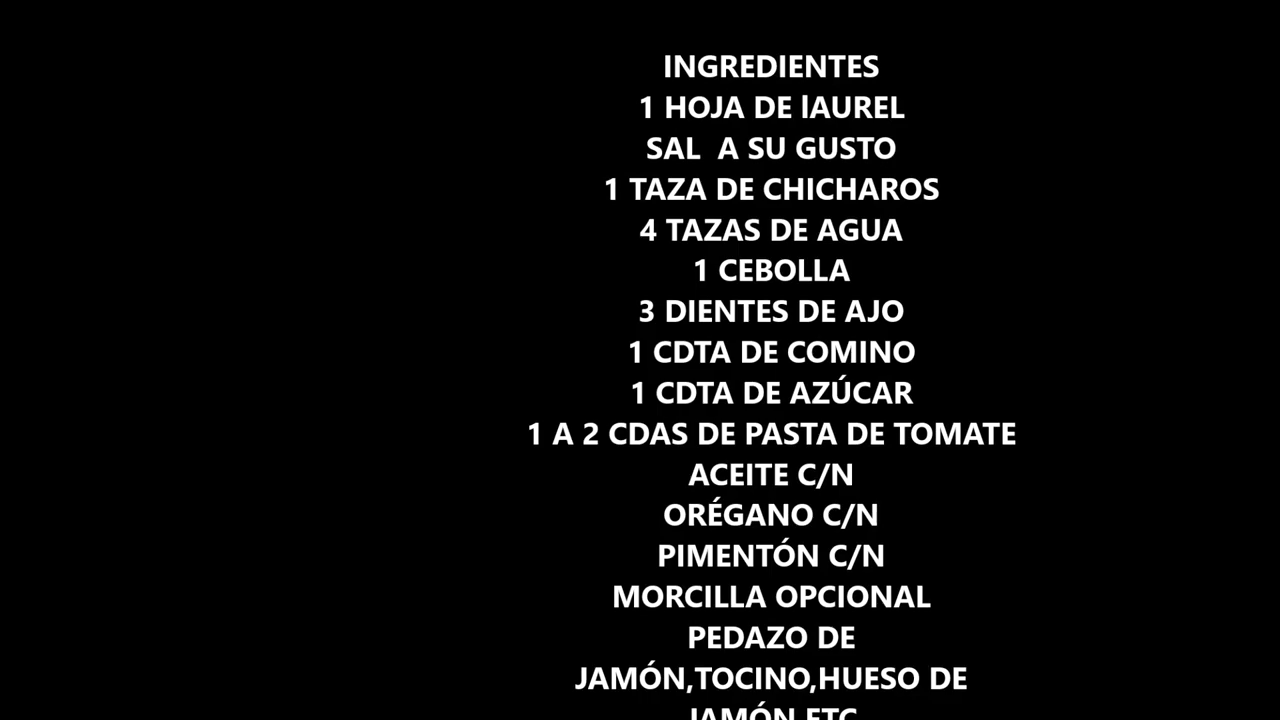 INGREDIENTES
1 HOJA DE lAUREL
SAL  A SU GUSTO
1 TAZA DE CHICHAROS
4 TAZAS DE AGUA
1 CEBOLLA
3 DIENTES DE AJO
1 CDTA DE COMINO
1 CDTA DE AZÚCAR
1 A 2 CDAS DE PASTA DE TOMATE
ACEITE C/N
ORÉGANO C/N
PIMENTÓN C/N
MORCILLA OPCIONAL
PEDAZO DE
JAMÓN,TOCINO,HUESO DE
JAMÓN ETC